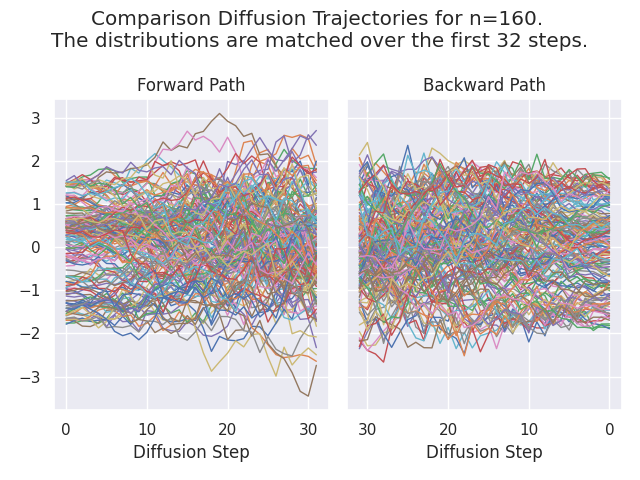 Comparison Diffusion Trajectories for n=160.
The distributions are matched over the first 32 steps.
Forward Path
Backward Path
3
2
1
0
−1
−2
−3
0 10 20 30
30 20 10 0
Diffusion Step
Diffusion Step